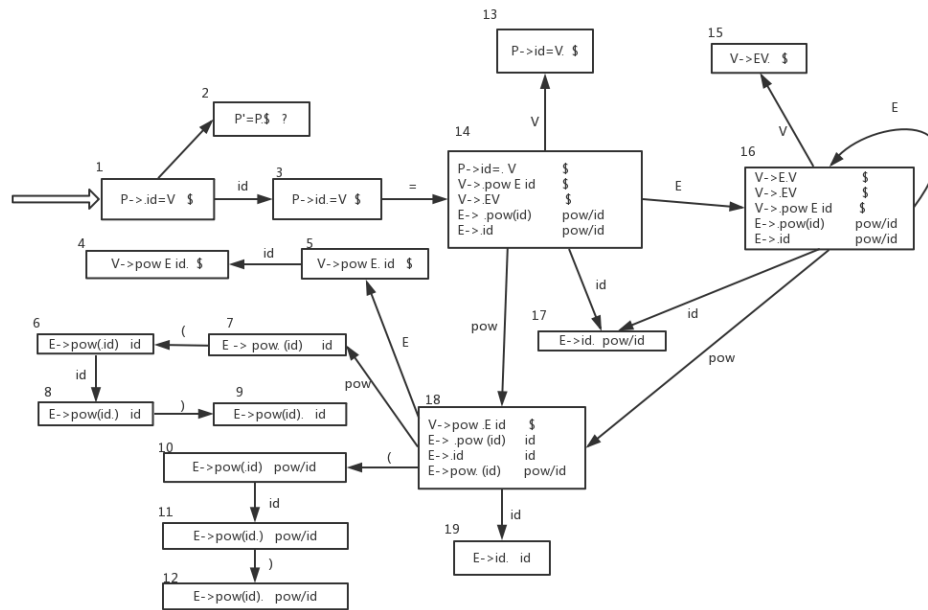 13
P->id=V. $
15
V->EV. $
2
P'=P.$ ?
E
V
V
14
16
1
P->.id=V $
id
3
P->id.=V $
=
P->id=. V $
V->.pow E id $
V->.EV $
E-> .pow(id) pow/id
E->.id pow/id
E
V->E.V $
V->.EV $
V->.pow E id $
E->.pow(id) pow/id
E->.id pow/id
4
V->pow E id. $
id
5
V->pow E. id $
id
id
17
E->id. pow/id
pow
pow
6
E->pow(.id) id
(
7
E -> pow. (id) id
E
pow
id
8
E->pow(id.) id
)
9
E->pow(id). id
18
V->pow .E id $
E-> .pow (id) id
E->.id id
E->pow. (id) pow/id
10
E->pow(.id) pow/id
(
id
id
11
E->pow(id.) pow/id
19
E->id. id
)
12
E->pow(id). pow/id